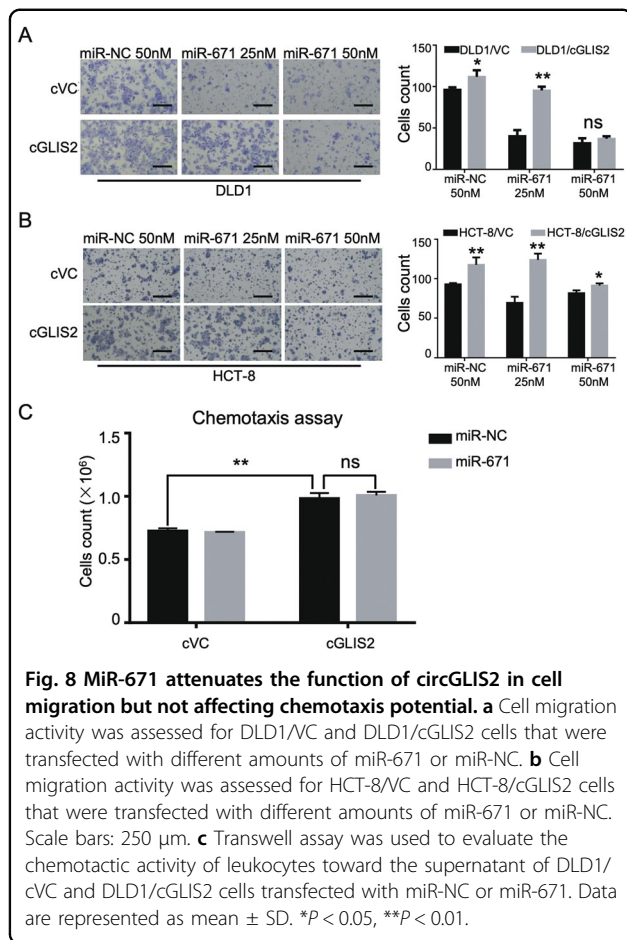 A
miR-NC 50nM miR-671 25nM miR-671 50nM
cVC
cGLIS2
DLD1
DLD1/VC DLD1/cGLIS2
Cells count
150
100
50
0
* ** ns
miR-NC 50nM
miR-671 25nM
miR-671 50nM
B
miR-NC 50nM miR-671 25nM miR-671 50nM
cVC
cGLIS2
HCT-8
HCT-8/VC HCT-8/cGLIS2
Cells count
150
100
50
0
** ** *
miR-NC 50nM
miR-671 25nM
miR-671 50nM
C
Chemotaxis assay
miR-NC
miR-671
Cells count (×10⁶)
1.5
1.0
0.5
0
** ns
cVC cGLIS2
Fig. 8 MiR-671 attenuates the function of circGLIS2 in cell
migration but not affecting chemotaxis potential. a Cell migration
activity was assessed for DLD1/VC and DLD1/cGLIS2 cells that were
transfected with different amounts of miR-671 or miR-NC. b Cell
migration activity was assessed for HCT-8/VC and HCT-8/cGLIS2 cells
that were transfected with different amounts of miR-671 or miR-NC.
Scale bars: 250 μm. c Transwell assay was used to evaluate the
chemotactic activity of leukocytes toward the supernatant of DLD1/
cVC and DLD1/cGLIS2 cells transfected with miR-NC or miR-671. Data
are represented as mean ± SD. *P < 0.05, **P < 0.01.